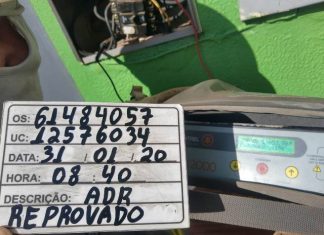 OS: 61484057
UC: 12576034
DATA: 31 01 20
HORA: 08 : 40
DESCRIÇÃO: ADR
REPROVADO